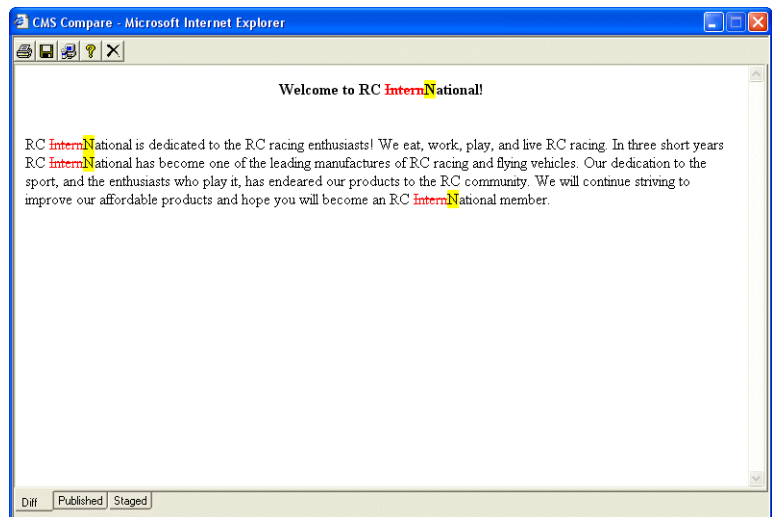 CMS Compare - Microsoft Internet Explorer
Welcome to RC InternNational!
RC InternNational is dedicated to the RC racing enthusiasts! We eat, work, play, and live RC racing. In three short years
RC InternNational has become one of the leading manufactures of RC racing and flying vehicles. Our dedication to the
sport, and the enthusiasts who play it, has endeared our products to the RC community. We will continue striving to
improve our affordable products and hope you will become an RC InternNational member.
Diff Published Staged